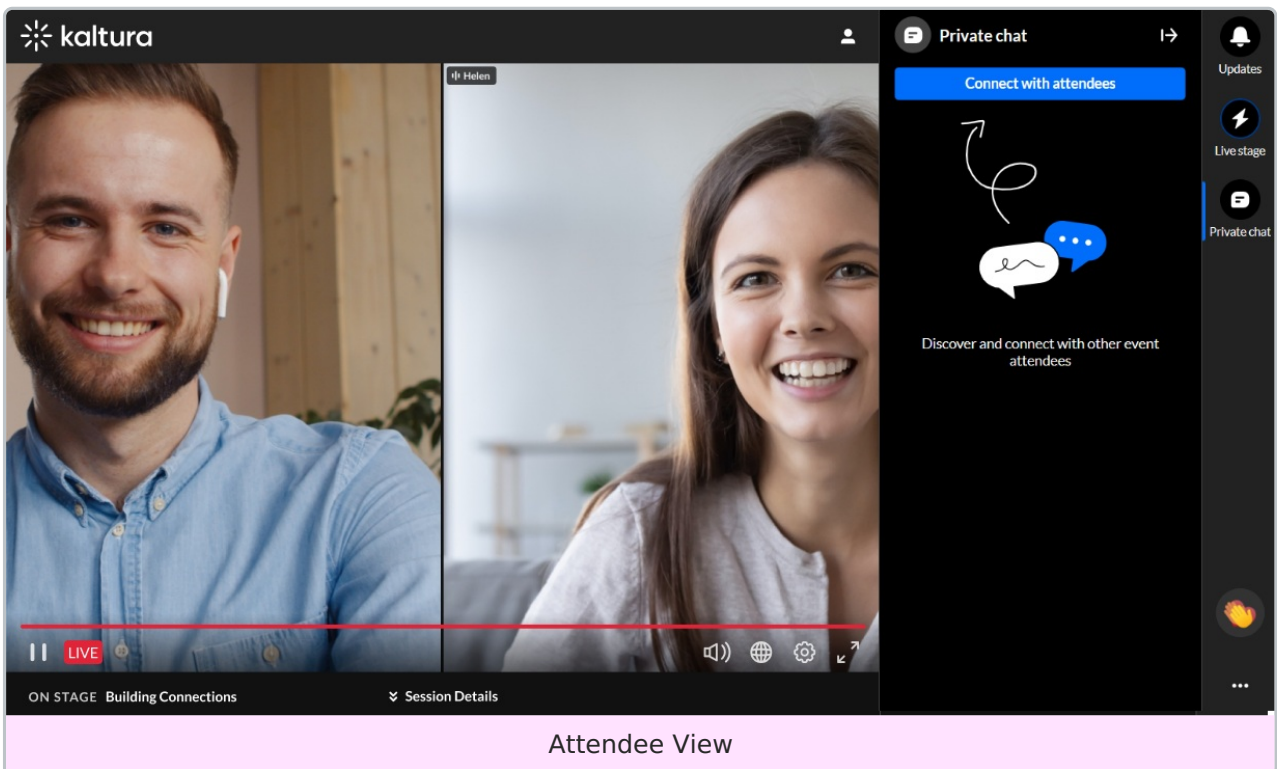 kaltura
Private chat
Updates
Helen
Connect with attendees
Live stage
Private chat
Discover and connect with other event
attendees
LIVE
ON STAGE Building Connections
Session Details
Attendee View